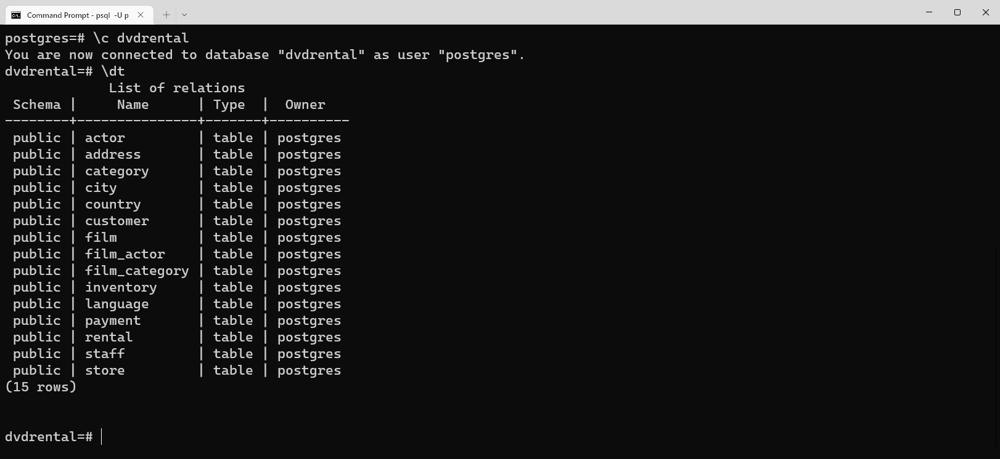 Command Prompt - psql  -U p
postgres=# \c dvdrental
You are now connected to database "dvdrental" as user "postgres".
dvdrental=# \dt
             List of relations
 Schema |     Name      | Type  |  Owner
--------+---------------+-------+----------
 public | actor         | table | postgres
 public | address       | table | postgres
 public | category      | table | postgres
 public | city          | table | postgres
 public | country       | table | postgres
 public | customer      | table | postgres
 public | film          | table | postgres
 public | film_actor    | table | postgres
 public | film_category | table | postgres
 public | inventory     | table | postgres
 public | language      | table | postgres
 public | payment       | table | postgres
 public | rental        | table | postgres
 public | staff         | table | postgres
 public | store         | table | postgres
(15 rows)
dvdrental=#